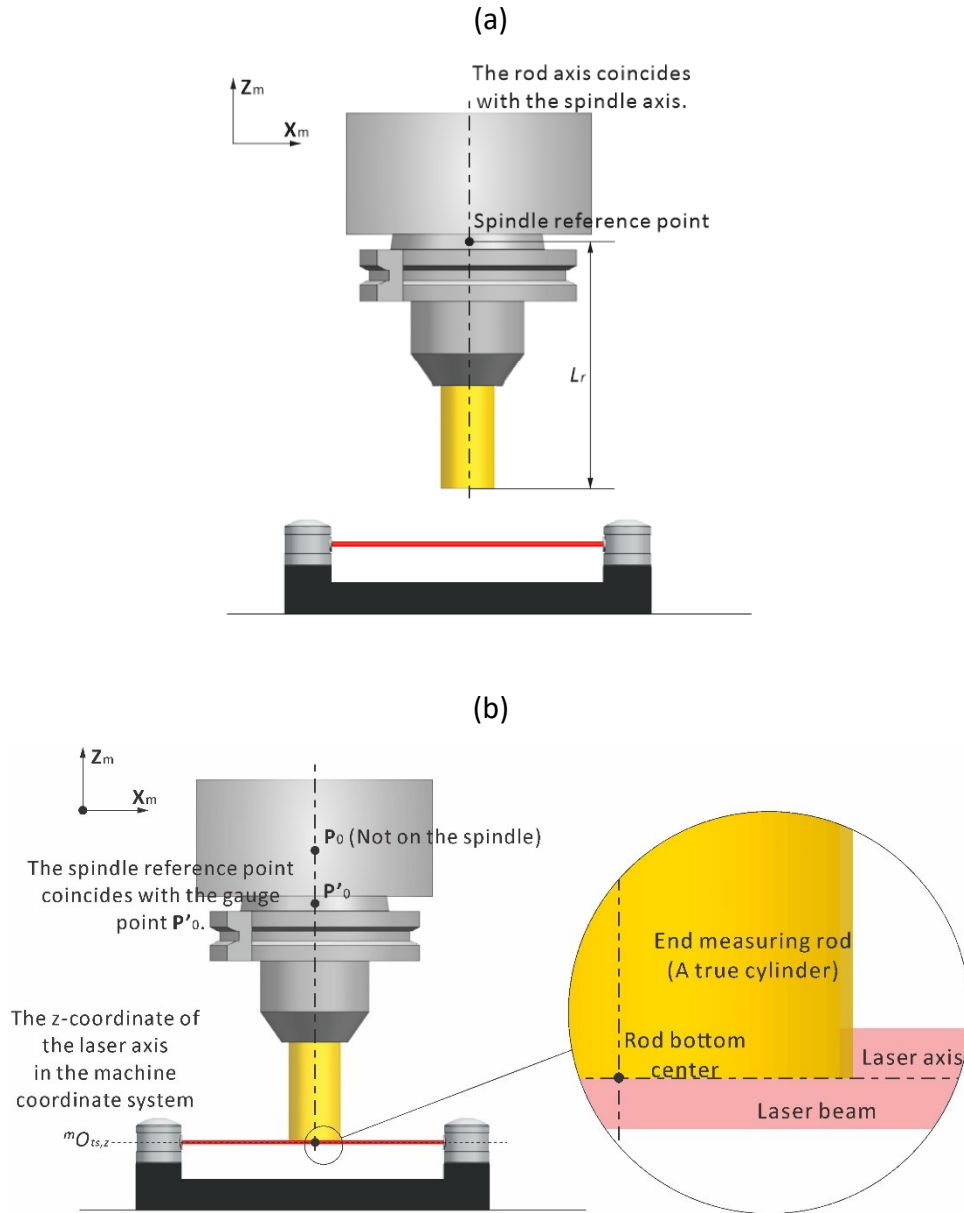 (a)
The rod axis coincides
with the spindle axis.
Zm
Xm
Spindle reference point
Lr
(b)
Zm
Xm
P0 (Not on the spindle)
The spindle reference point
coincides with the gauge
point P'0.
P'0
The z-coordinate of
the laser axis
in the machine
coordinate system
mOts,z
End measuring rod
(A true cylinder)
Rod bottom
center
Laser axis
Laser beam